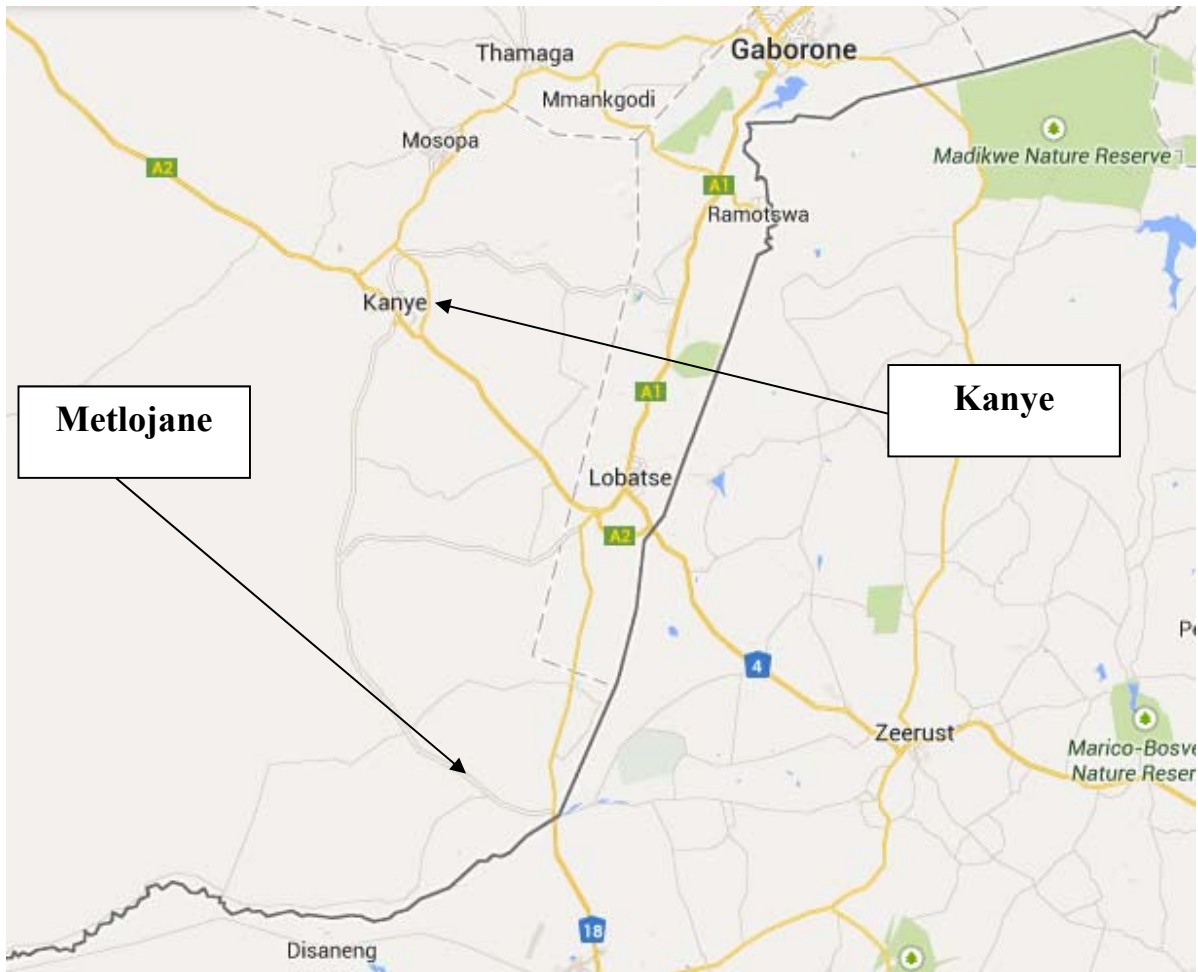 Gaborone
Thamaga
Mmankgodi
Mosopa
A2
Madikwe Nature Reserve
A1
Ramotswa
Kanye
A1
Kanye
Metlojane
Lobatse
A2
4
Zeerust
Marico-Bosve
Nature Reser
Pe
18
Disaneng